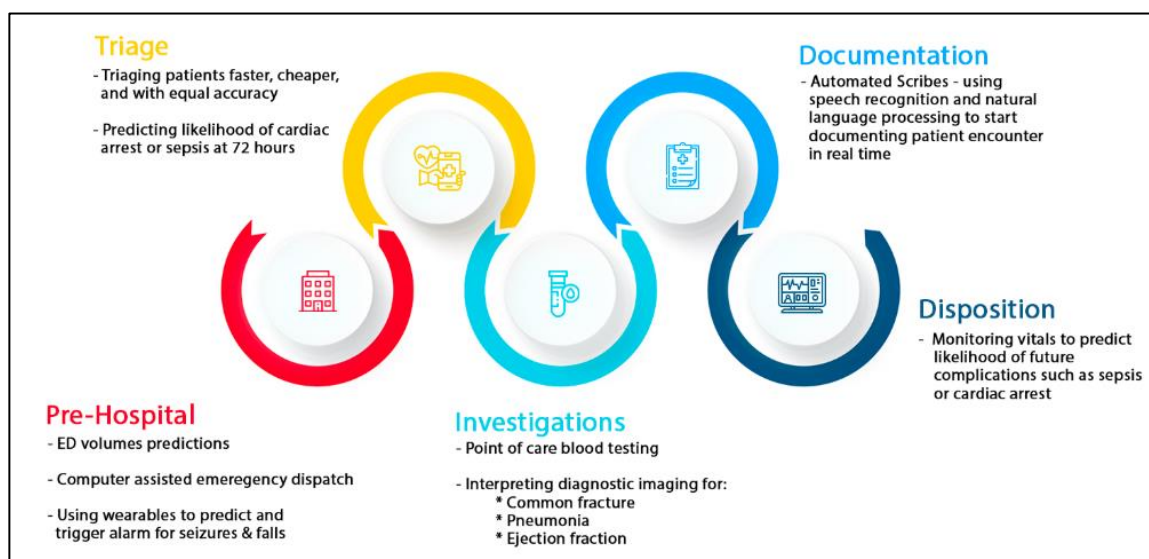 Triage
- Triaging patients faster, cheaper,
and with equal accuracy
- Predicting likelihood of cardiac
arrest or sepsis at 72 hours
Documentation
- Automated Scribes - using
speech recognition and natural
language processing to start
documenting patient encounter
in real time
Pre-Hospital
- ED volumes predictions
- Computer assisted emeregency dispatch
- Using wearables to predict and
trigger alarm for seizures & falls
Investigations
- Point of care blood testing
- Interpreting diagnostic imaging for:
* Common fracture
* Pneumonia
* Ejection fraction
Disposition
- Monitoring vitals to predict
likelihood of future
complications such as sepsis
or cardiac arrest